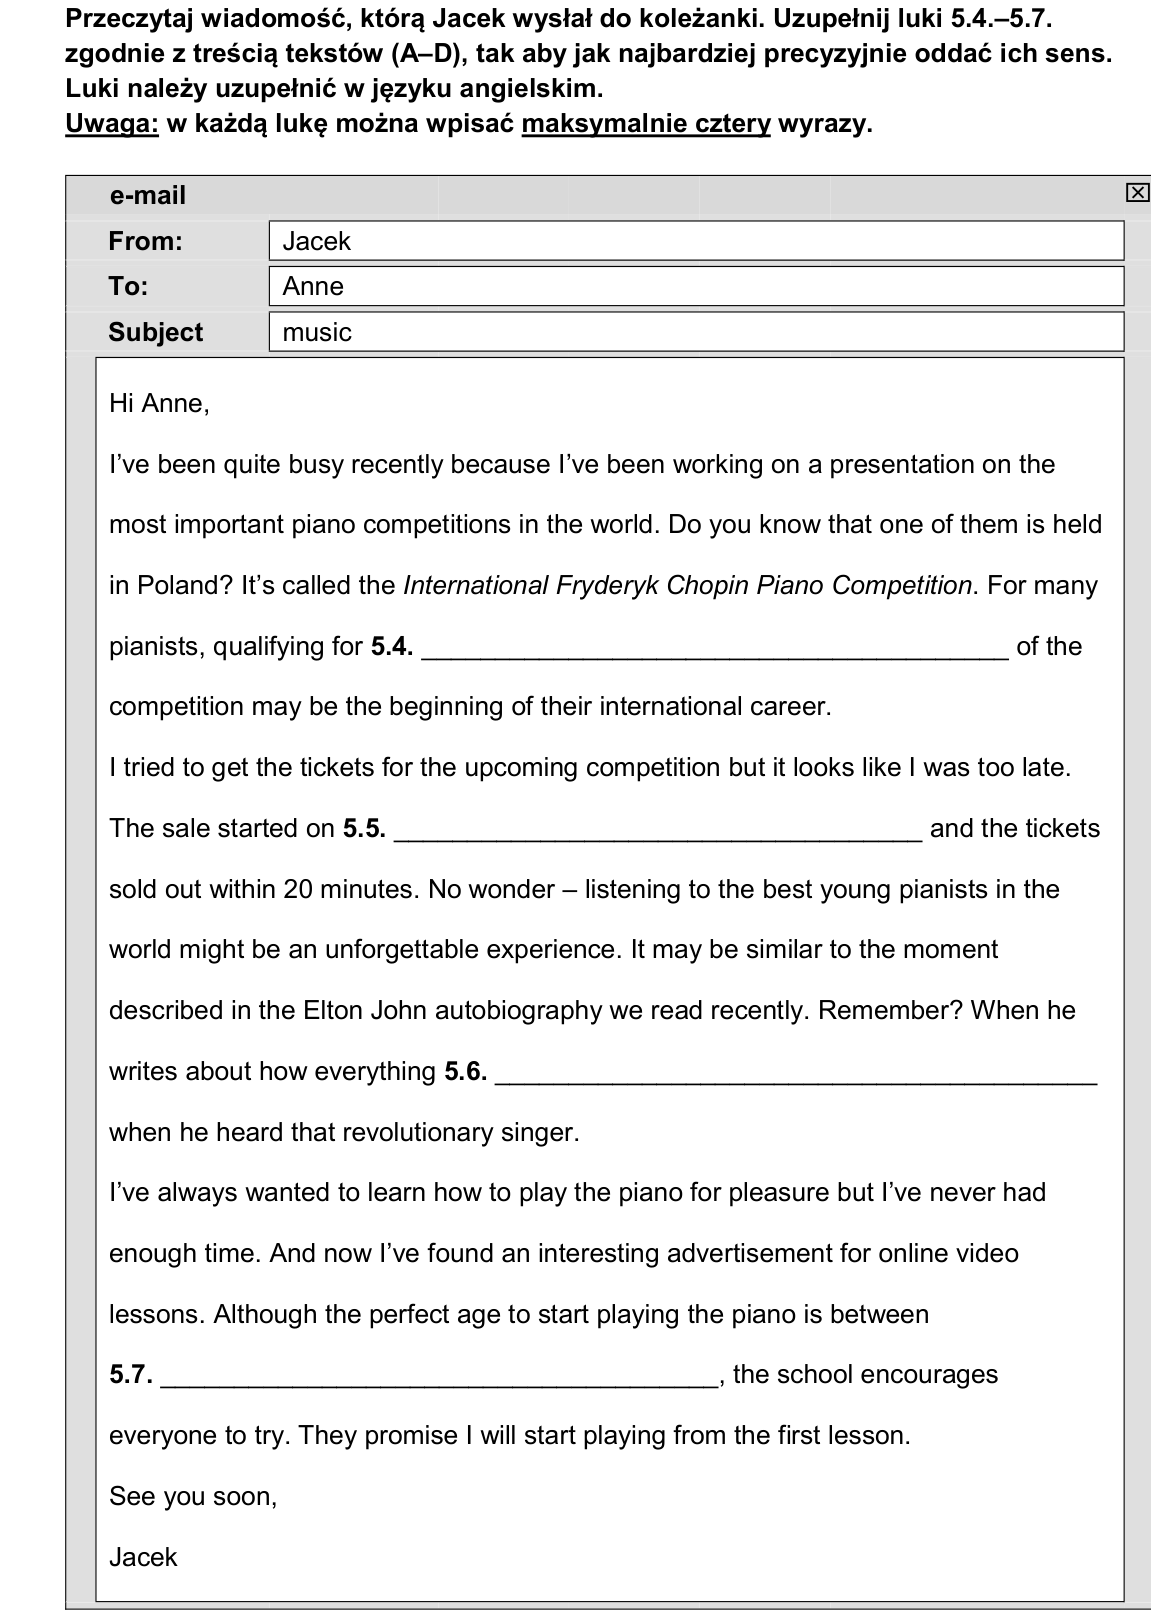 Przeczytaj wiadomość, którą Jacek wysłał do koleżanki. Uzupełnij luki 5.4.–5.7.
zgodnie z treścią tekstów (A–D), tak aby jak najbardziej precyzyjnie oddać ich sens.
Luki należy uzupełnić w języku angielskim.
Uwaga: w każdą lukę można wpisać maksymalnie cztery wyrazy.
e-mail
From: Jacek
To: Anne
Subject music
Hi Anne,
I’ve been quite busy recently because I’ve been working on a presentation on the
most important piano competitions in the world. Do you know that one of them is held
in Poland? It’s called the International Fryderyk Chopin Piano Competition. For many
pianists, qualifying for 5.4. ________________________________________ of the
competition may be the beginning of their international career.
I tried to get the tickets for the upcoming competition but it looks like I was too late.
The sale started on 5.5. ____________________________________ and the tickets
sold out within 20 minutes. No wonder – listening to the best young pianists in the
world might be an unforgettable experience. It may be similar to the moment
described in the Elton John autobiography we read recently. Remember? When he
writes about how everything 5.6. _________________________________________
when he heard that revolutionary singer.
I’ve always wanted to learn how to play the piano for pleasure but I’ve never had
enough time. And now I’ve found an interesting advertisement for online video
lessons. Although the perfect age to start playing the piano is between
5.7. ______________________________________, the school encourages
everyone to try. They promise I will start playing from the first lesson.
See you soon,
Jacek